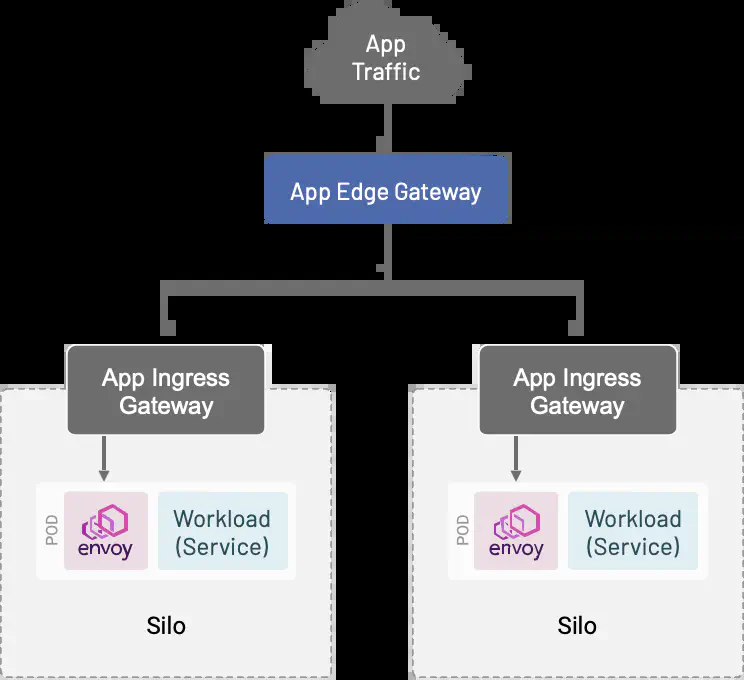 App
Traffic
App Edge Gateway
App Ingress
Gateway
POD
envoy
Workload
(Service)
Silo
App Ingress
Gateway
POD
envoy
Workload
(Service)
Silo